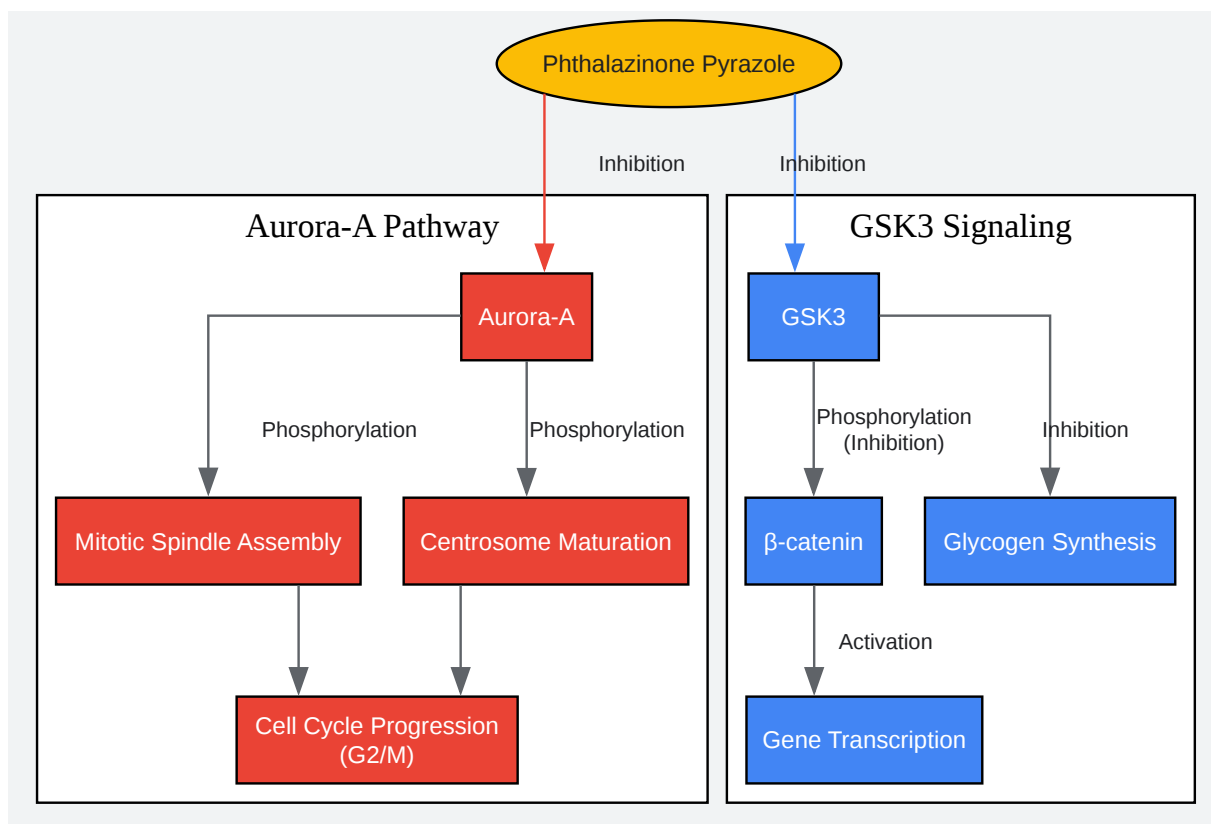 Phthalazinone Pyrazole
Inhibition
Inhibition
Aurora-A Pathway
GSK3 Signaling
Aurora-A
GSK3
Phosphorylation
Phosphorylation
Phosphorylation
(Inhibition)
Inhibition
Mitotic Spindle Assembly
Centrosome Maturation
β-catenin
Glycogen Synthesis
Activation
Cell Cycle Progression
(G2/M)
Gene Transcription